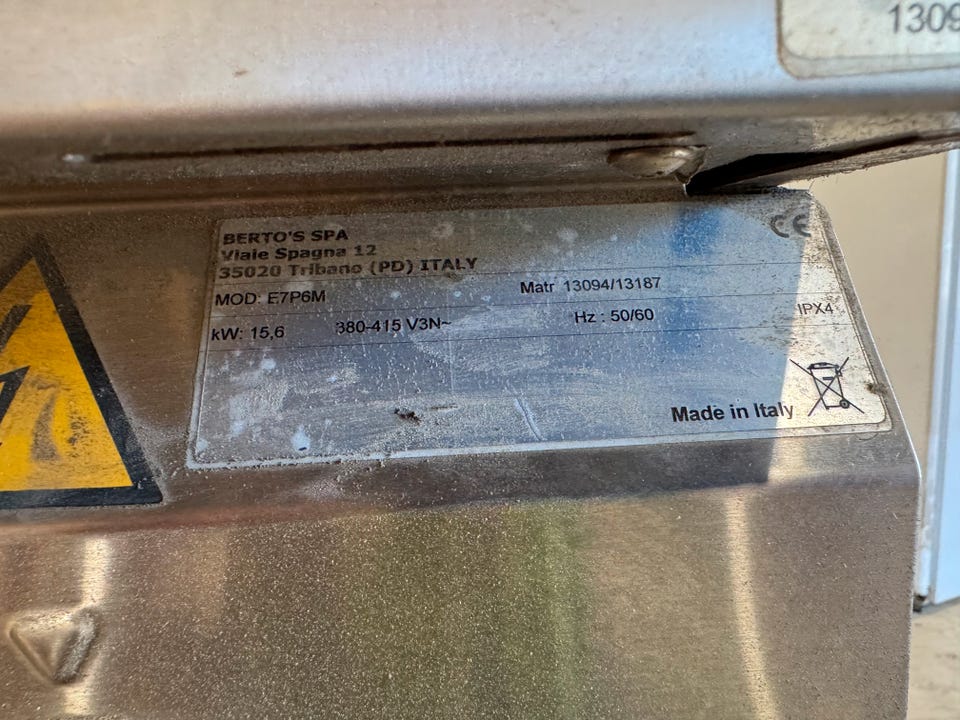 1309
BERTO'S SPA
Viale Spagna 12
35020 Tribano (PD) ITALY
MOD: E7P6M Matr 13094/13187
kW: 15,6 380-415 V3N~ Hz : 50/60 IPX4
Made in Italy
CE